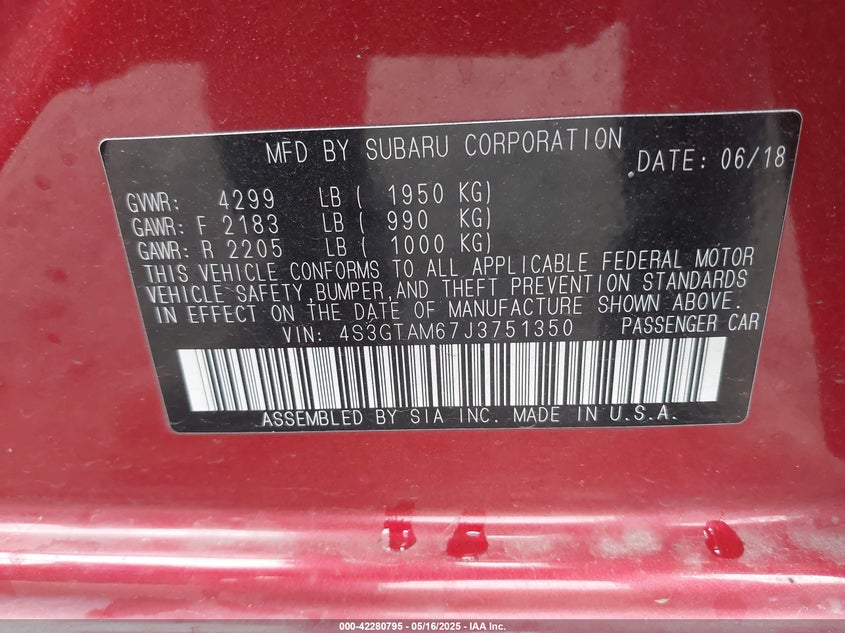 MFD BY SUBARU CORPORATION DATE: 06/18
GVWR: 4299 LB ( 1950 KG)
GAWR: F 2183 LB ( 990 KG)
GAWR: R 2205 LB ( 1000 KG)
THIS VEHICLE CONFORMS TO ALL APPLICABLE FEDERAL MOTOR
VEHICLE SAFETY,BUMPER,AND THEFT PREVENTION STANDARDS
IN EFFECT ON THE DATE OF MANUFACTURE SHOWN ABOVE.
VIN: 4S3GTAM67J3751350 PASSENGER CAR
ASSEMBLED BY SIA INC. MADE IN U.S.A.
000-42280795 - 05/16/2025 - IAA Inc.